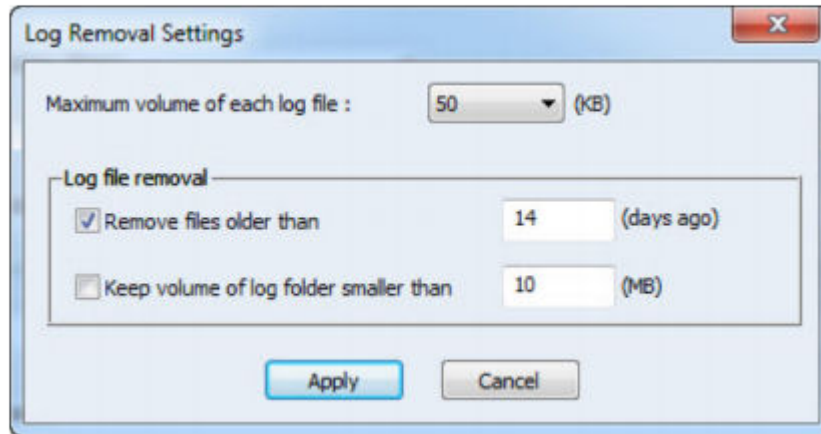 Log Removal Settings
Maximum volume of each log file : 50 (KB)
Log file removal
Remove files older than 14 (days ago)
Keep volume of log folder smaller than 10 (MB)
Apply Cancel